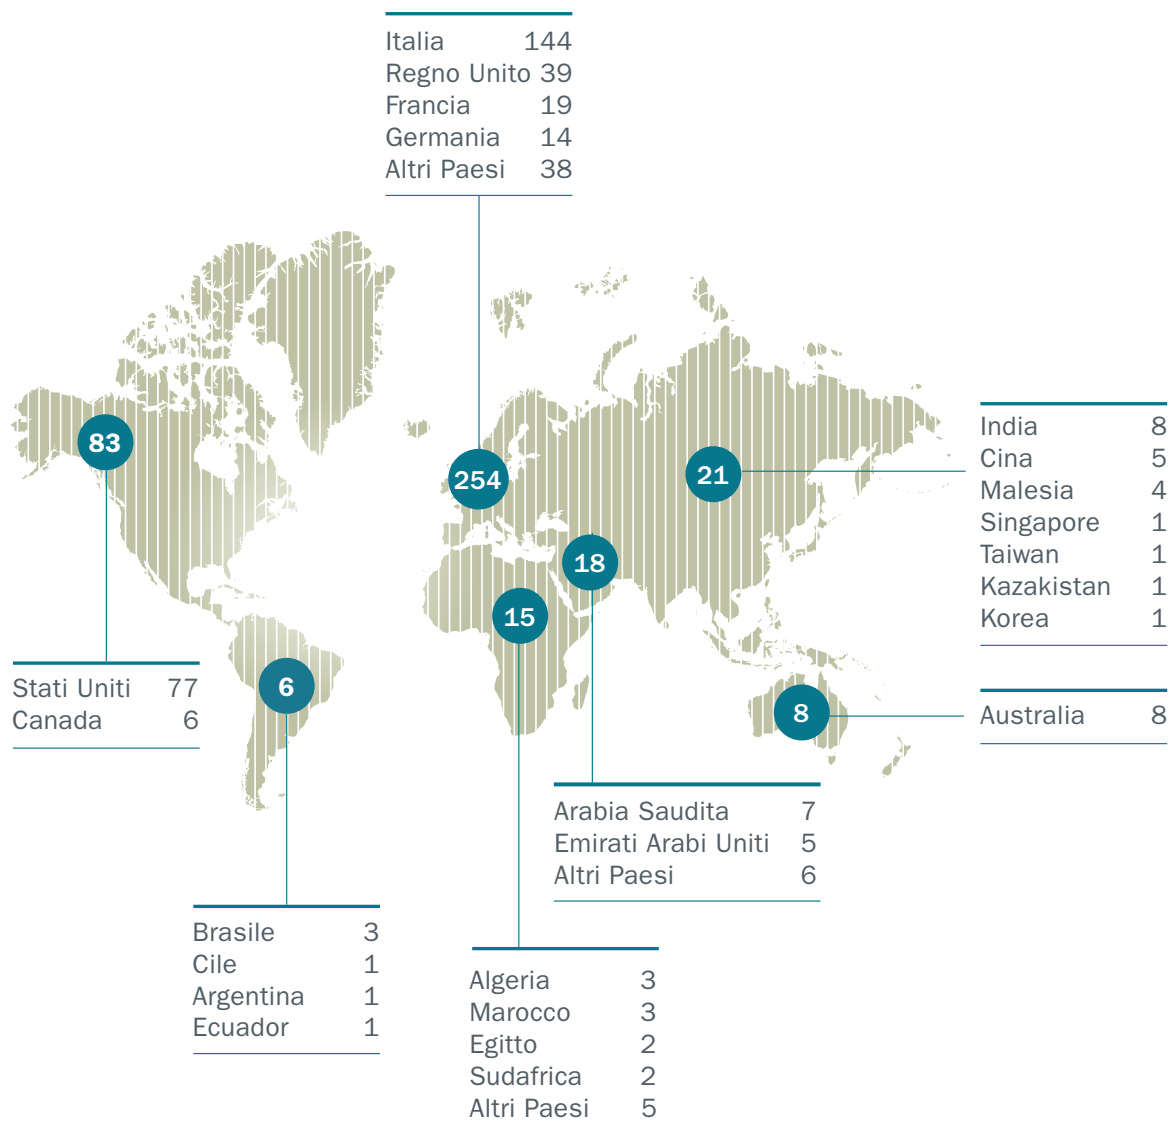 Italia 144
Regno Unito 39
Francia 19
Germania 14
Altri Paesi 38
83
254
21
18
15
6
8
India 8
Cina 5
Malesia 4
Singapore 1
Taiwan 1
Kazakistan 1
Korea 1
Stati Uniti 77
Canada 6
Australia 8
Arabia Saudita 7
Emirati Arabi Uniti 5
Altri Paesi 6
Brasile 3
Cile 1
Argentina 1
Ecuador 1
Algeria 3
Marocco 3
Egitto 2
Sudafrica 2
Altri Paesi 5